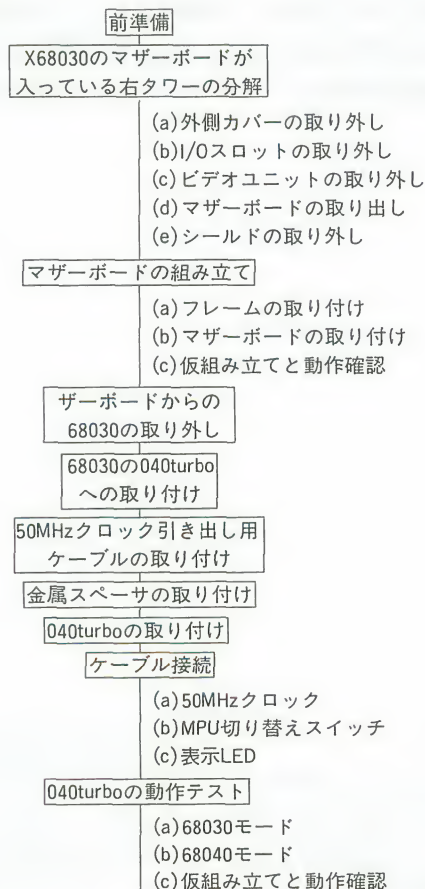 前準備
X68030のマザーボードが
入っている右タワーの分解
(a)外側カバーの取り外し
(b)I/Oスロットの取り外し
(c)ビデオユニットの取り外し
(d)マザーボードの取り出し
(e)シールドの取り外し
マザーボードの組み立て
(a)フレームの取り付け
(b)マザーボードの取り付け
(c)仮組み立てと動作確認
ザーボードからの
68030の取り外し
68030の040turbo
への取り付け
50MHzクロック引き出し用
ケーブルの取り付け
金属スペーサの取り付け
040turboの取り付け
ケーブル接続
(a)50MHzクロック
(b)MPU切り替えスイッチ
(c)表示LED
040turboの動作テスト
(a)68030モード
(b)68040モード
(c)仮組み立てと動作確認